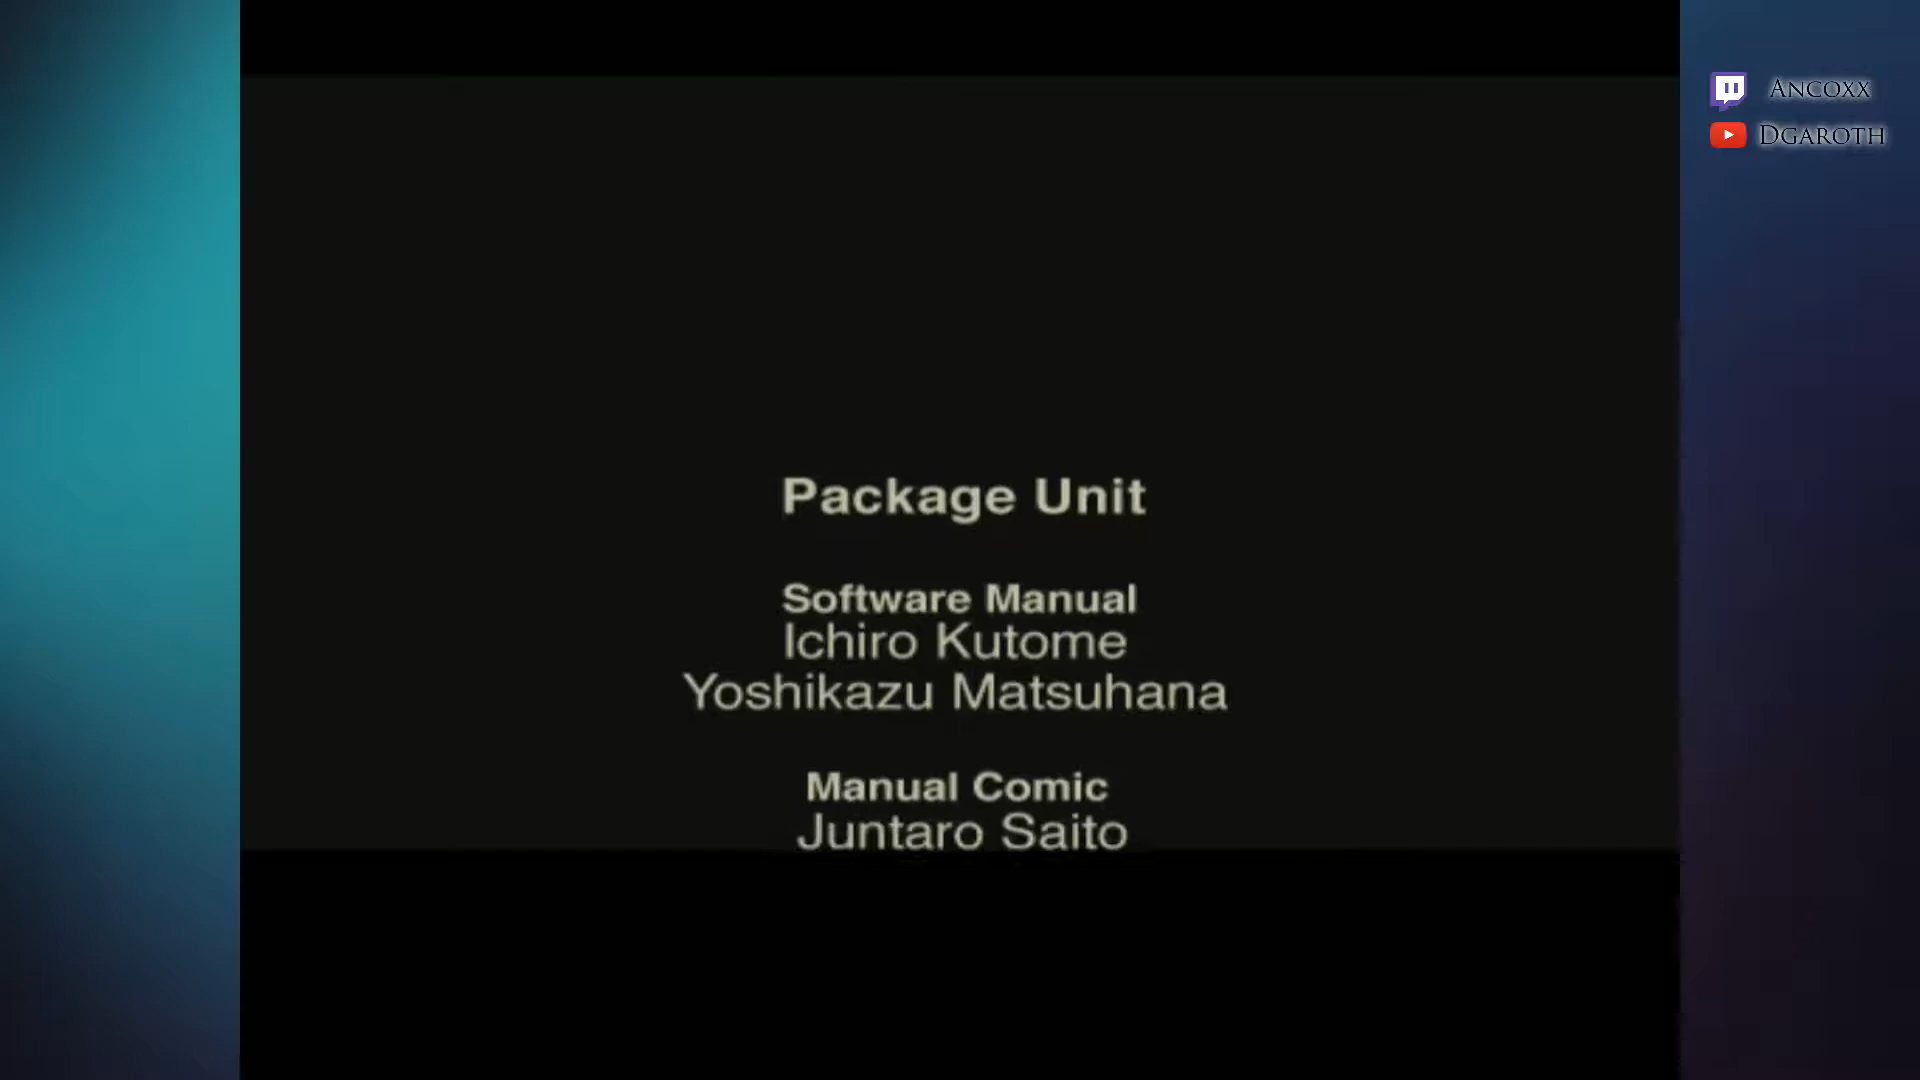 Ancoxx
Dgaroth
Package Unit
Software Manual
Ichiro Kutome
Yoshikazu Matsuhana
Manual Comic
Juntaro Saito